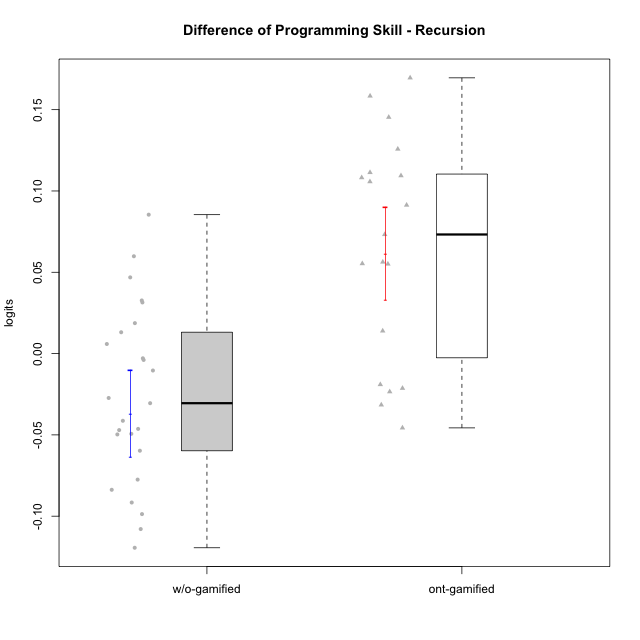 Difference of Programming Skill - Recursion
logits
0.15
0.10
0.05
0.00
-0.05
-0.10
w/o-gamified
ont-gamified